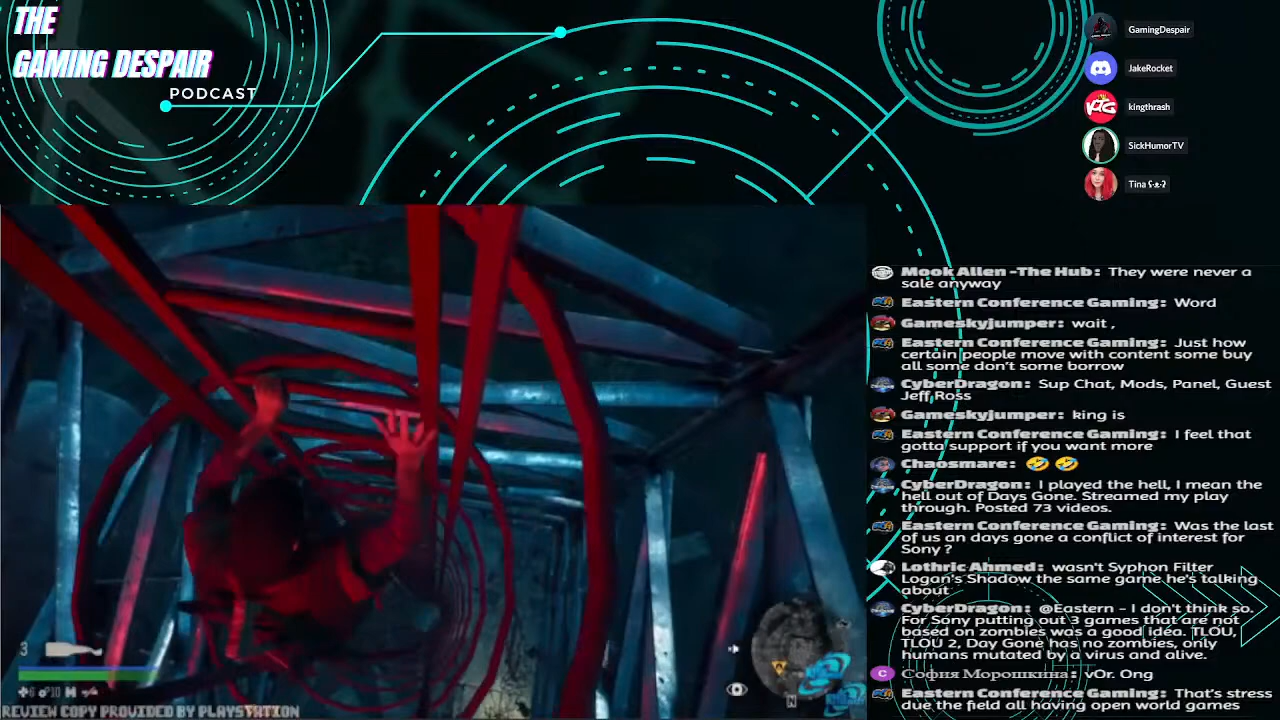 THE
GAMING DESPAIR
PODCAST
GamingDespair
JakeRocket
KTG
kingthrash
SickHumorTV
Tina ʕ·ᴥ·ʔ
Mook Allen -The Hub: They were never a
sale anyway
Eastern Conference Gaming: Word
Gameskyjumper: wait ,
Eastern Conference Gaming: Just how
certain people move with content some buy
all some don't some borrow
CyberDragon: Sup Chat, Mods, Panel, Guest
Jeff Ross
Gameskyjumper: king is
Eastern Conference Gaming: I feel that
gotta support if you want more
Chaosmare: 🤣 🤣
CyberDragon: I played the hell, I mean the
hell out of Days Gone. Streamed my play
through. Posted 73 videos.
Eastern Conference Gaming: Was the last
of us an days gone a conflict of interest for
Sony ?
Lothric Ahmed: wasn't Syphon Filter
Logan's Shadow the same game he's talking
about
CyberDragon: @Eastern - I don't think so.
For Sony putting out 3 games that are not
based on zombies was a good idea. TLOU,
TLOU 2, Day Gone has no zombies, only
humans mutated by a virus and alive.
C София Морошкина: vOr. Ong
Eastern Conference Gaming: That's stress
due the field all having open world games
3
N
REVIEW COPY PROVIDED BY PLAYSTATION